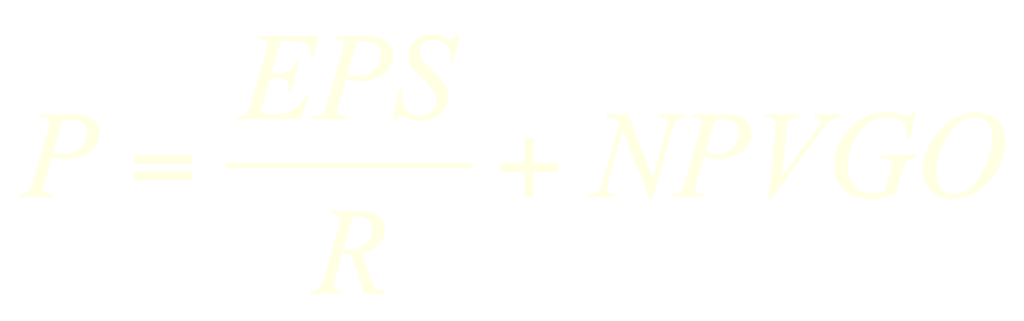 P = EPS / R + NPVGO